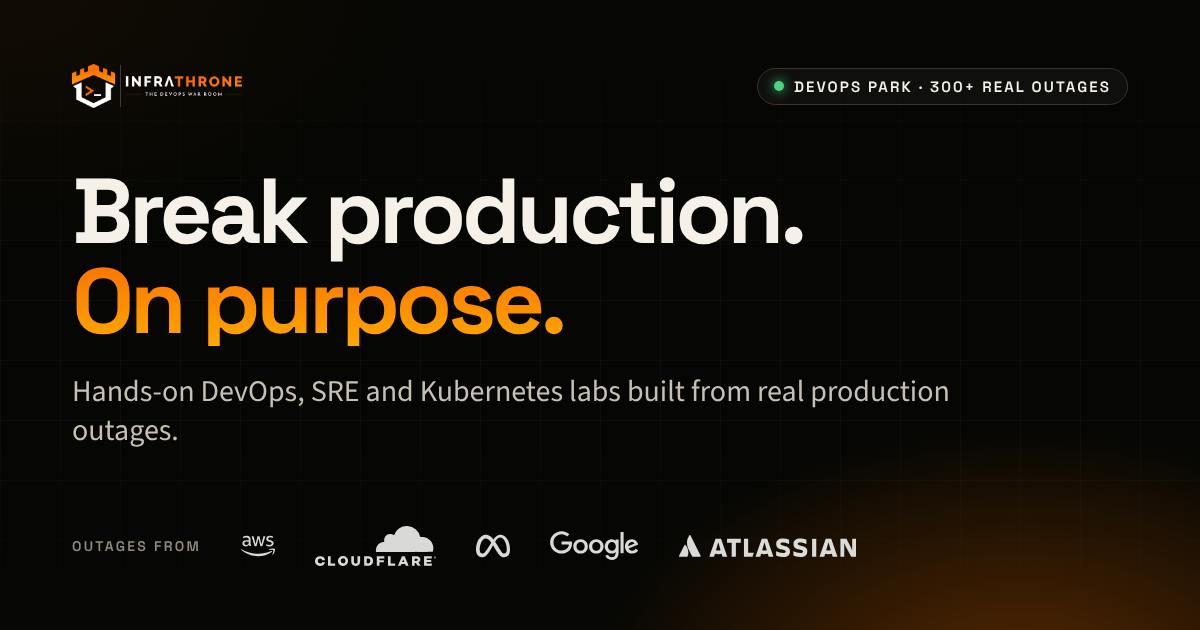 INFRATHRONE
THE DEVOPS WAR ROOM
DEVOPS PARK · 300+ REAL OUTAGES
Break production.
On purpose.
Hands-on DevOps, SRE and Kubernetes labs built from real production
outages.
OUTAGES FROM aws CLOUDFLARE Google ATLASSIAN